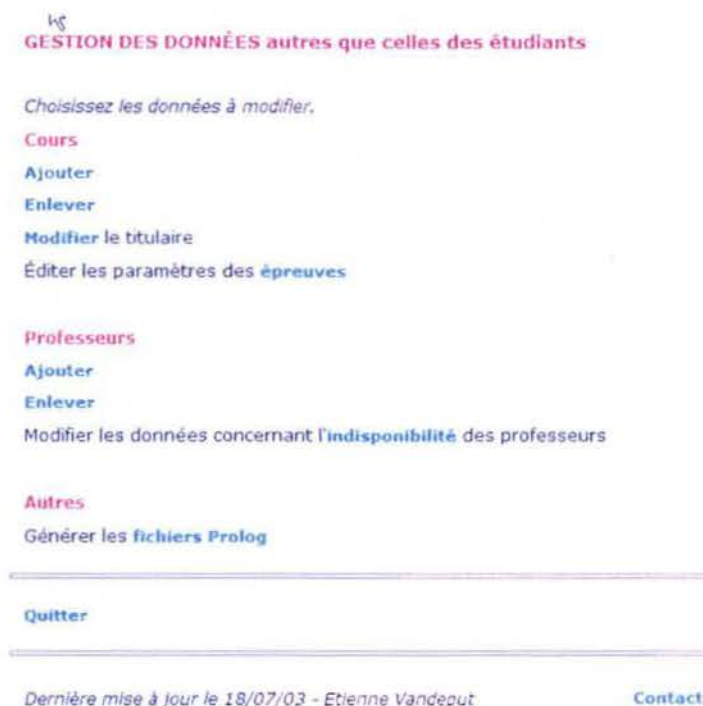 GESTION DES DONNÉES autres que celles des étudiants
Choisissez les données à modifier.
Cours
Ajouter
Enlever
Modifier le titulaire
Éditer les paramètres des épreuves
Professeurs
Ajouter
Enlever
Modifier les données concernant l'indisponibilité des professeurs
Autres
Générer les fichiers Prolog
Quitter
Dernière mise à jour le 18/07/03 - Etienne Vandeput Contact